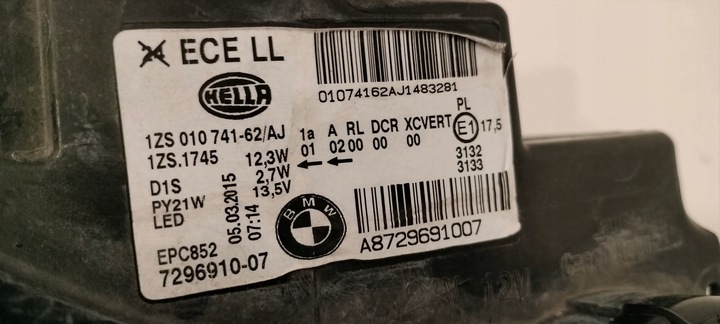 ECE LL
HELLA
01074162AJ1483281
1ZS 010 741-62/AJ
1ZS.1745
1a A RL DCR XCVERT
01 02 00 00 00
PL
E1 17,5
3132
3133
D1S
PY21W
LED
12,3W
2,7W
13,5V
05.03.2015
07:14
BMW
EPC852
7296910-07
A8729691007
12V